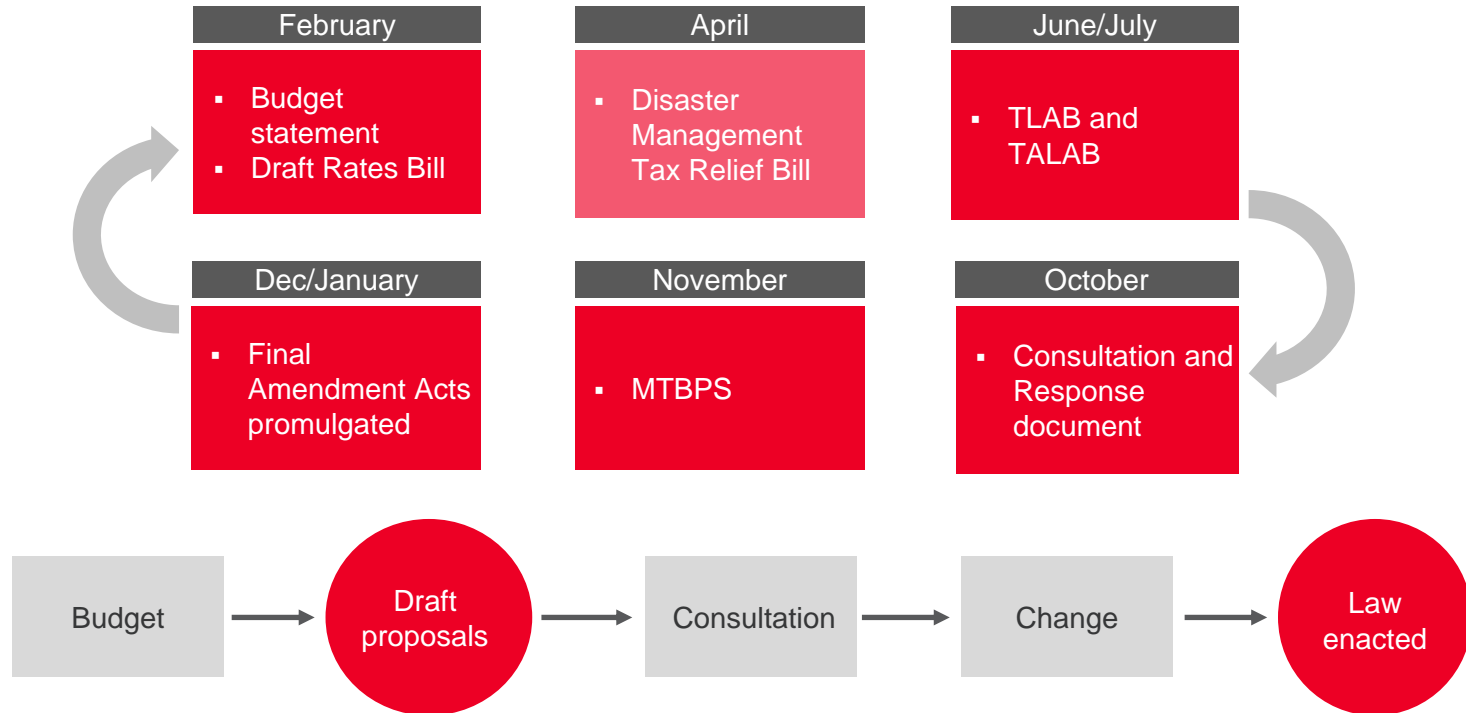 February
▪ Budget
statement
▪ Draft Rates Bill
April
▪ Disaster
Management
Tax Relief Bill
June/July
▪ TLAB and
TALAB
Dec/January
▪ Final
Amendment Acts
promulgated
November
▪ MTBPS
October
▪ Consultation and
Response
document
Budget
Draft
proposals
Consultation
Change
Law
enacted